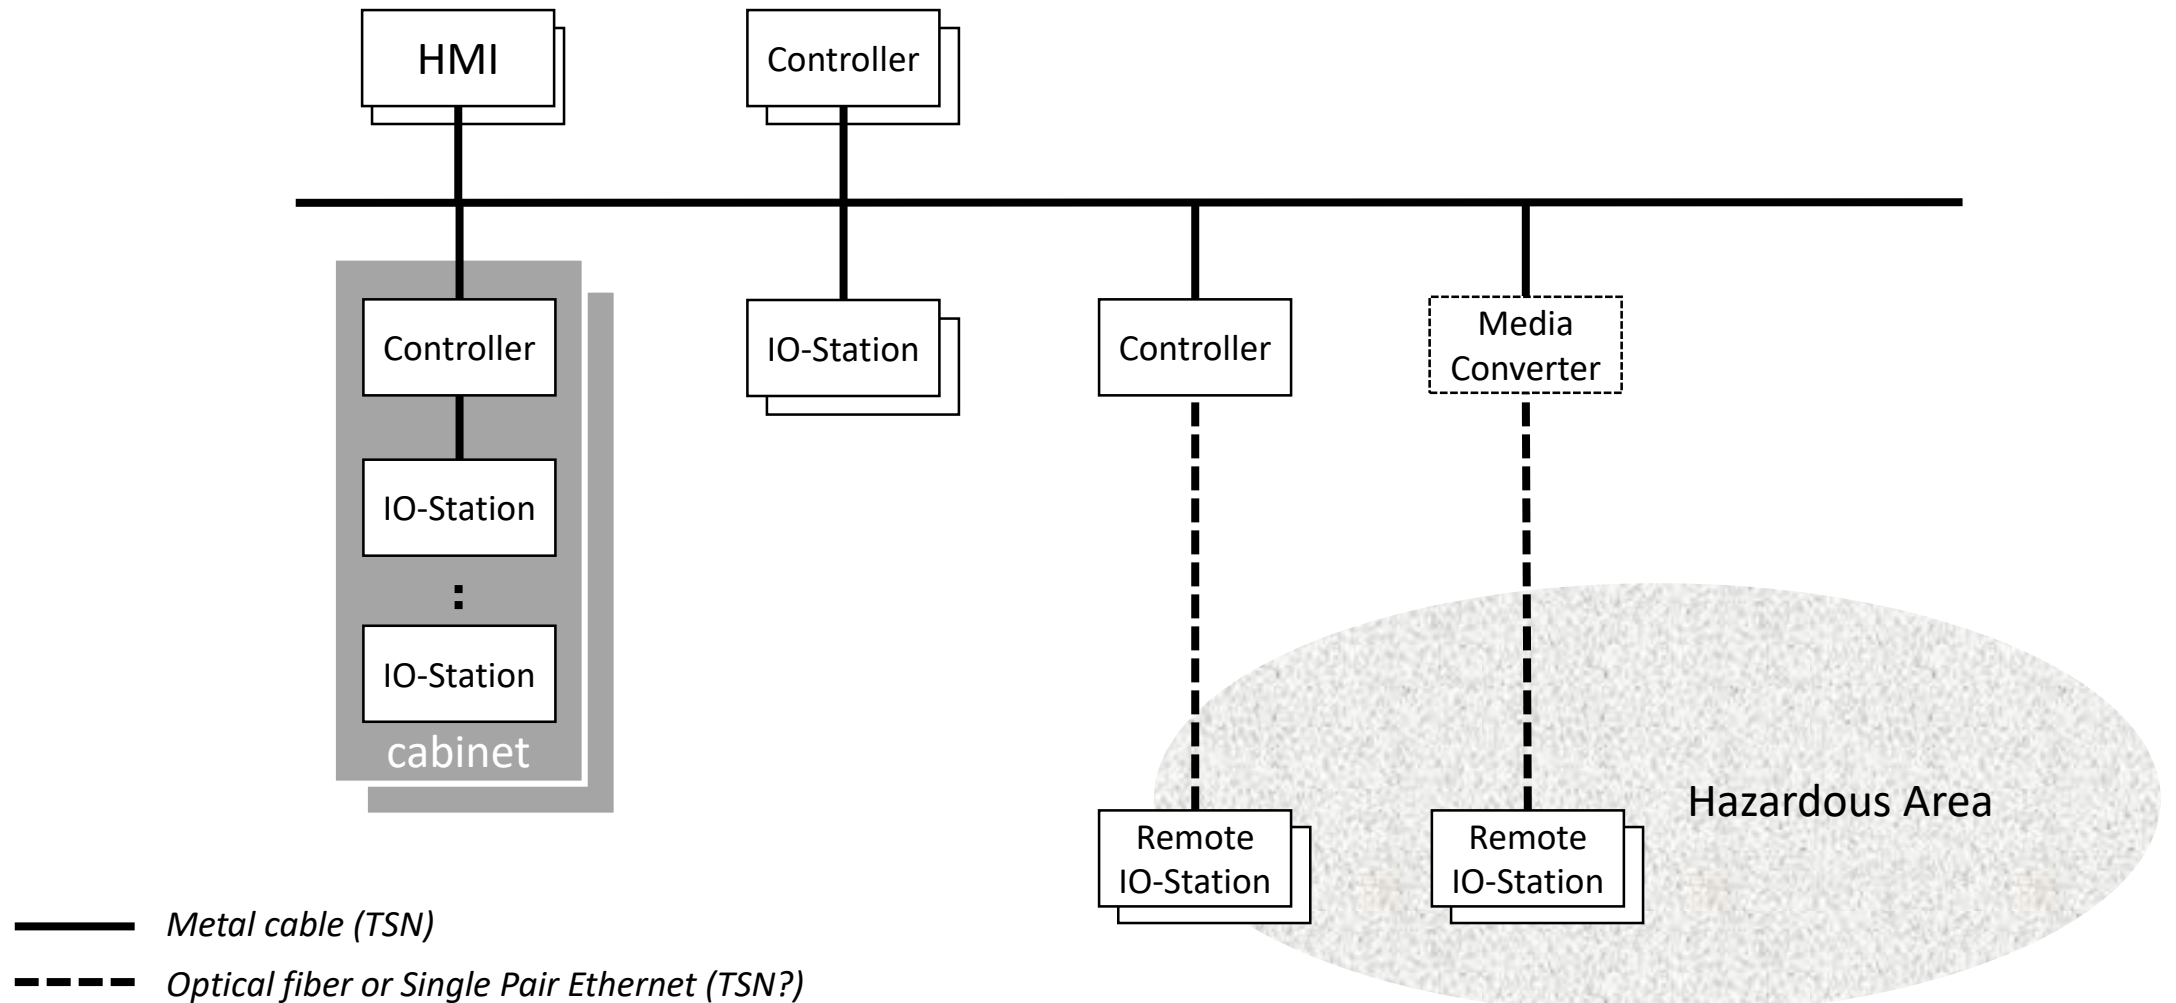 HMI
Controller
Controller
IO-Station
Controller
Media
Converter
IO-Station
:
IO-Station
cabinet
Hazardous Area
Remote
IO-Station
Remote
IO-Station
Metal cable (TSN)
Optical fiber or Single Pair Ethernet (TSN?)